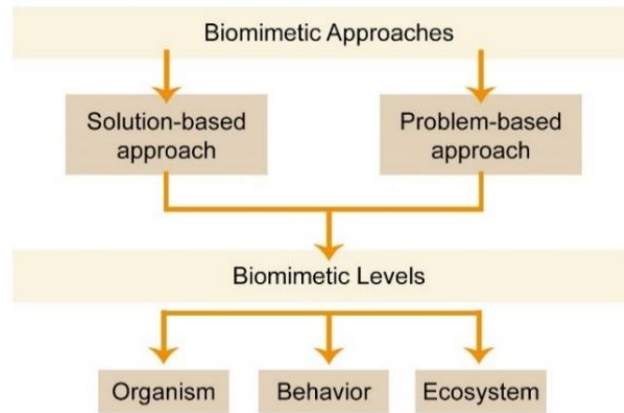 Biomimetic Approaches
Solution-based
approach
Problem-based
approach
Biomimetic Levels
Organism
Behavior
Ecosystem